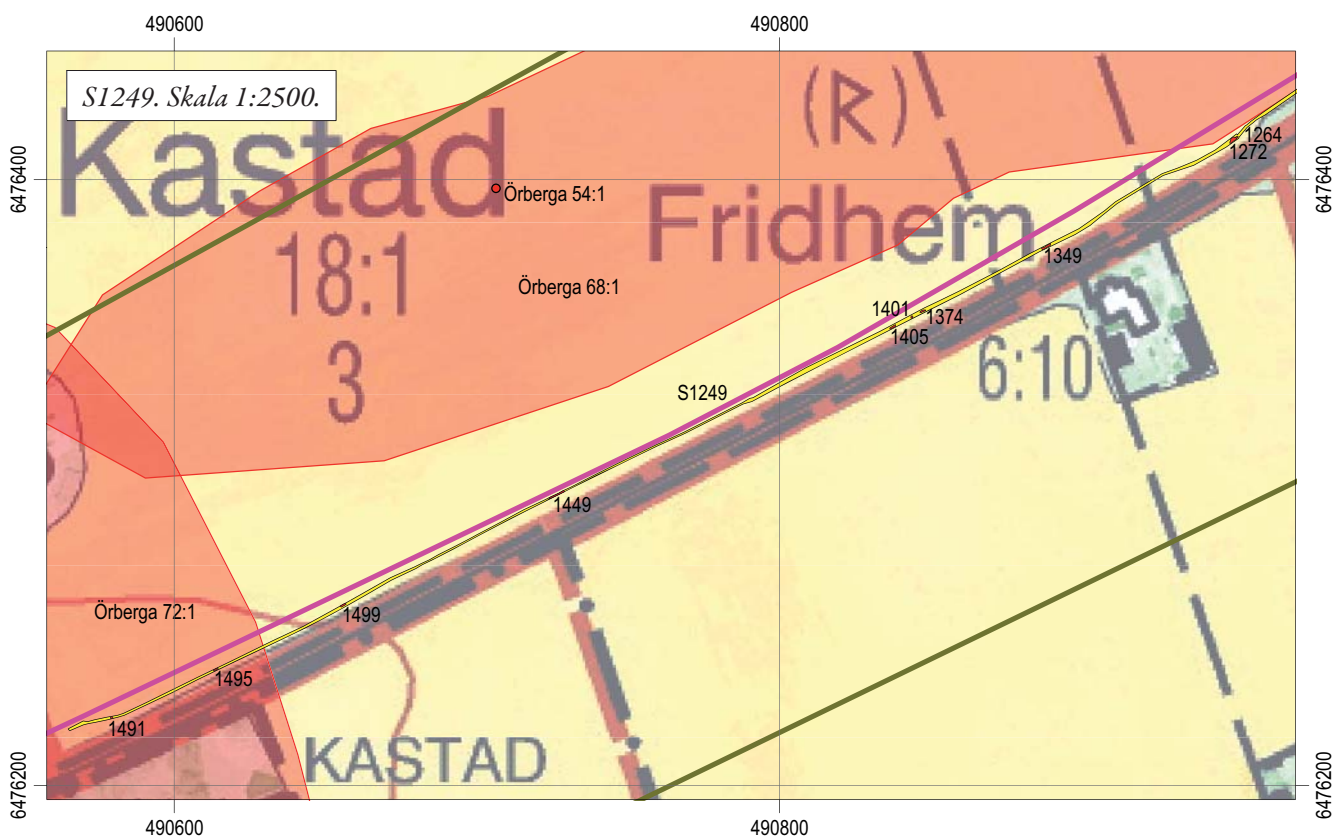 490600
490800
S1249. Skala 1:2500.
Kastad
(R)
1264
1272
6476400
6476400
Örberga 54:1
Fridhem
18:1
1349
Örberga 68:1
1401
1374
1405
3
6:10
S1249
1449
Örberga 72:1
1499
1495
1491
KASTAD
6476200
6476200
490600
490800